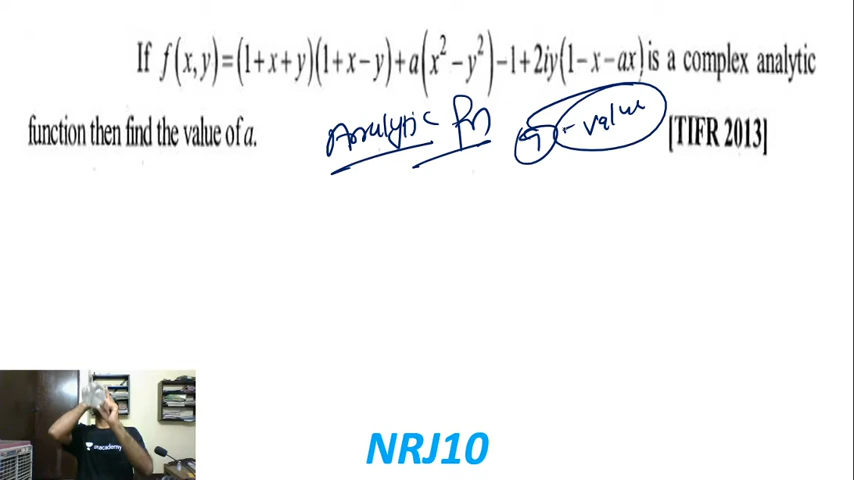 If f(x,y)=(1+x+y)(1+x-y)+a(x²-y²)-1+2iy(1-x-ax) is a complex analytic
function then find the value of a. [TIFR 2013]
Analytic fn
a - value
NRJ10